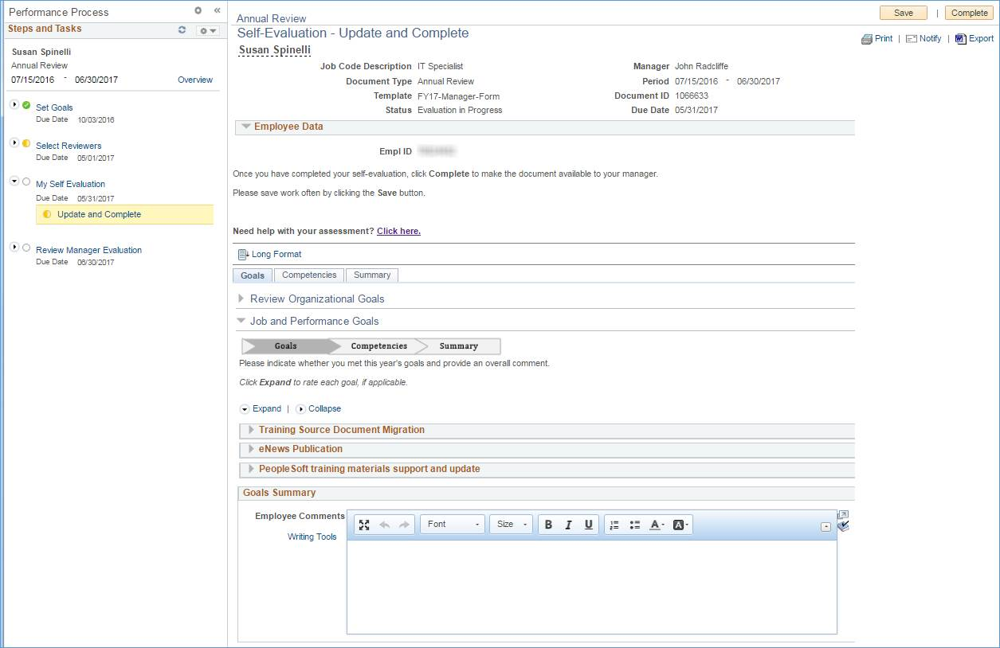 Performance Process
«
Steps and Tasks
Susan Spinelli
Annual Review
07/15/2016 - 06/30/2017 Overview
Set Goals
Due Date 10/03/2016
Select Reviewers
Due Date 05/01/2017
My Self Evaluation
Due Date 05/31/2017
Update and Complete
Review Manager Evaluation
Due Date 06/30/2017
Save | Complete
Annual Review
Self-Evaluation - Update and Complete
Print | Notify | Export
Susan Spinelli
Job Code Description IT Specialist Manager John Radcliffe
Document Type Annual Review Period 07/15/2016 - 06/30/2017
Template FY17-Manager-Form Document ID 1066633
Status Evaluation in Progress Due Date 05/31/2017
Employee Data
Empl ID
Once you have completed your self-evaluation, click Complete to make the document available to your manager.
Please save work often by clicking the Save button.
Need help with your assessment? Click here.
Long Format
Goals Competencies Summary
Review Organizational Goals
Job and Performance Goals
Goals Competencies Summary
Please indicate whether you met this year's goals and provide an overall comment.
Click Expand to rate each goal, if applicable.
Expand | Collapse
Training Source Document Migration
eNews Publication
PeopleSoft training materials support and update
Goals Summary
Employee Comments
Writing Tools
Font Size B I U A A